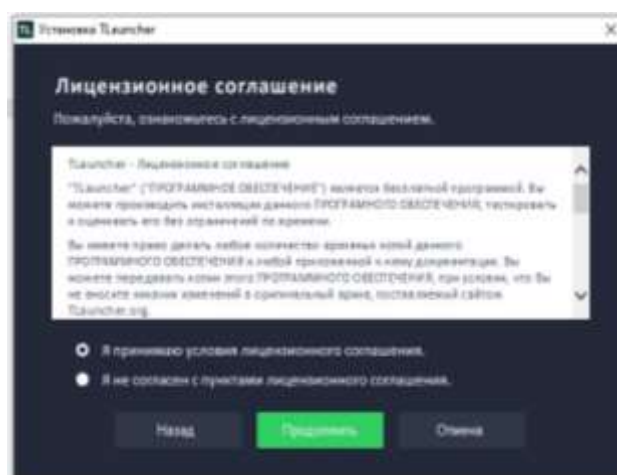 TL Установка TLauncher
Лицензионное соглашение
Пожалуйста, ознакомьтесь с лицензионным соглашением.
TLauncher - Лицензионное соглашение
"TLauncher" ("ПРОГРАММНОЕ ОБЕСПЕЧЕНИЕ") является бесплатной программой. Вы
можете производить инсталляцию данного ПРОГРАММНОГО ОБЕСПЕЧЕНИЯ, тестировать
и оценивать его без ограничений по времени.
Вы имеете право делать любое количество архивных копий данного
ПРОГРАММНОГО ОБЕСПЕЧЕНИЯ и любой приложенной к нему документации. Вы
можете передавать копии этого ПРОГРАММНОГО ОБЕСПЕЧЕНИЯ, при условии, что Вы
не вносите никаких изменений в оригинальный архив, поставляемый сайтом
TLauncher.org.
Я принимаю условия лицензионного соглашения.
Я не согласен с пунктами лицензионного соглашения.
Назад Продолжить Отмена